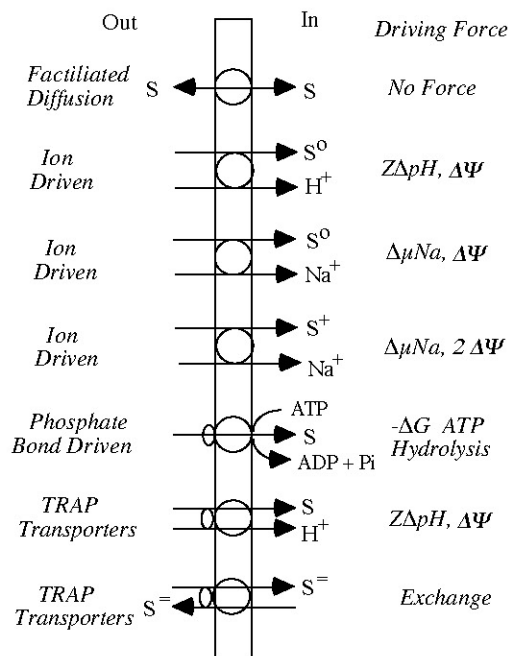 Out In Driving Force
Factiliated
Diffusion S S No Force
Ion
Driven S⁰ H⁺ ZΔpH, ΔΨ
Ion
Driven S⁰ Na⁺ ΔμNa, ΔΨ
Ion
Driven S⁺ Na⁺ ΔμNa, 2 ΔΨ
Phosphate
Bond Driven ATP S ADP + Pi -ΔG ATP
Hydrolysis
TRAP
Transporters S H⁺ ZΔpH, ΔΨ
TRAP
Transporters S⁼ S⁼ Exchange